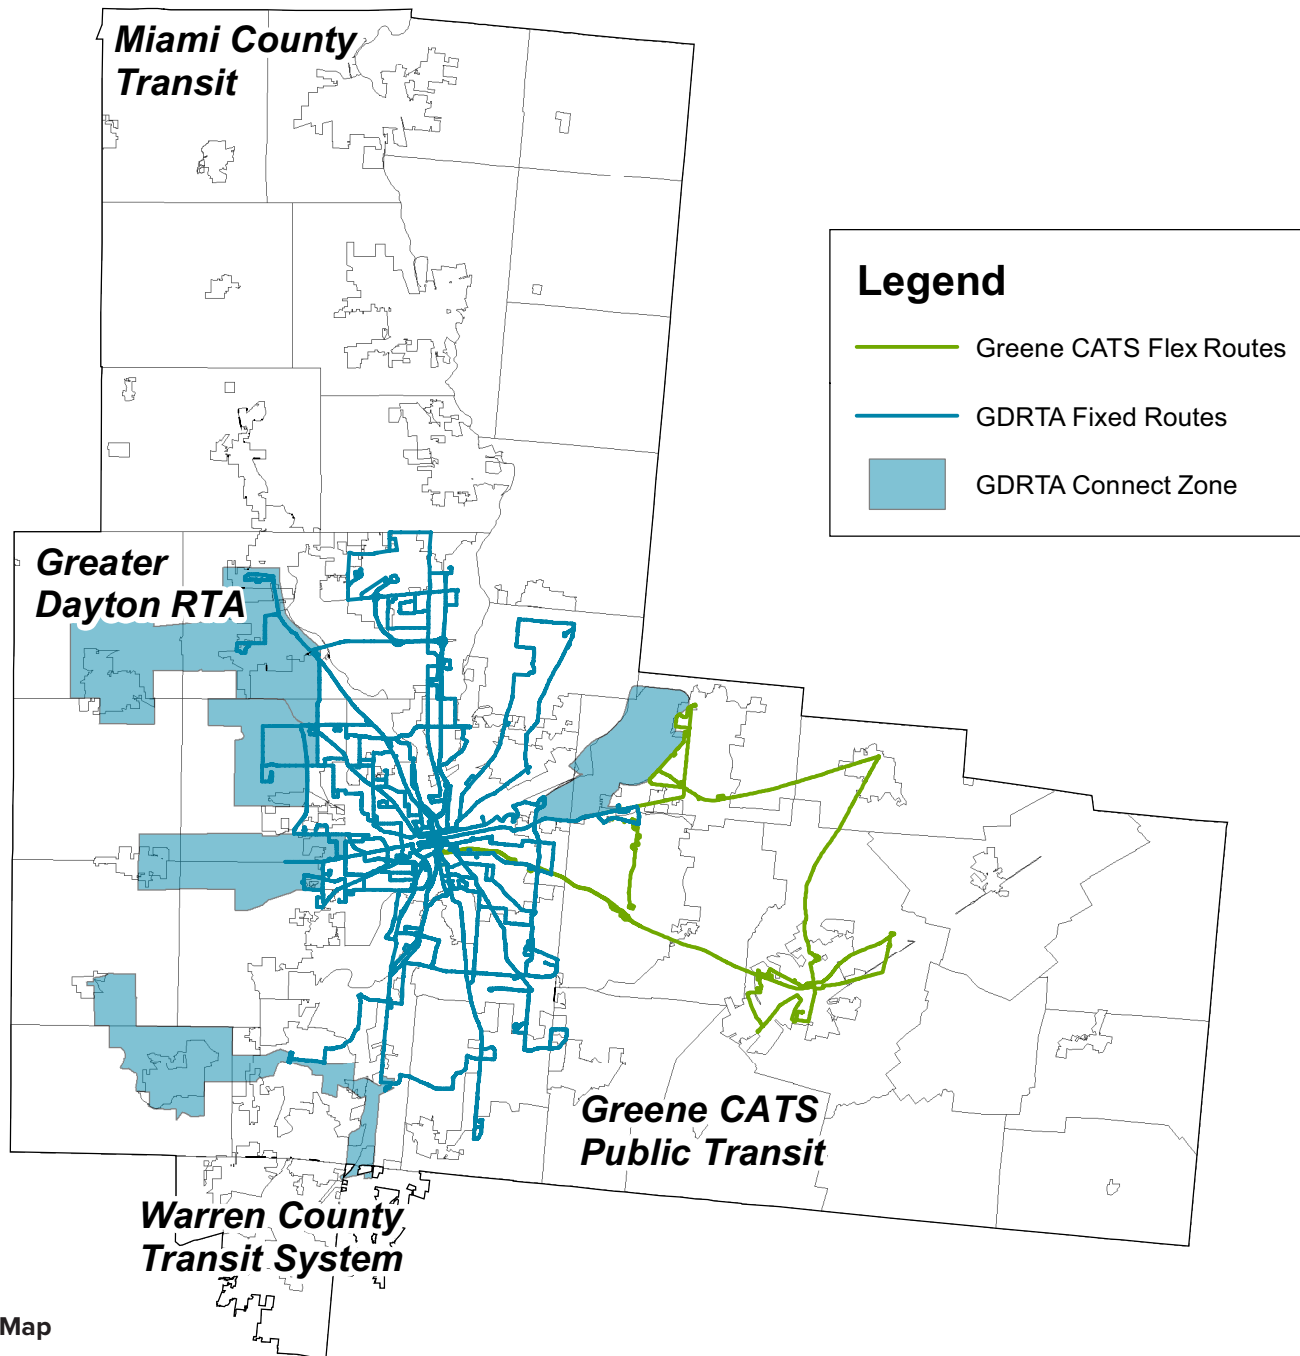 Miami County
Transit
Legend
Greene CATS Flex Routes
GDRTA Fixed Routes
GDRTA Connect Zone
Greater
Dayton RTA
Greene CATS
Public Transit
Warren County
Transit System
Map